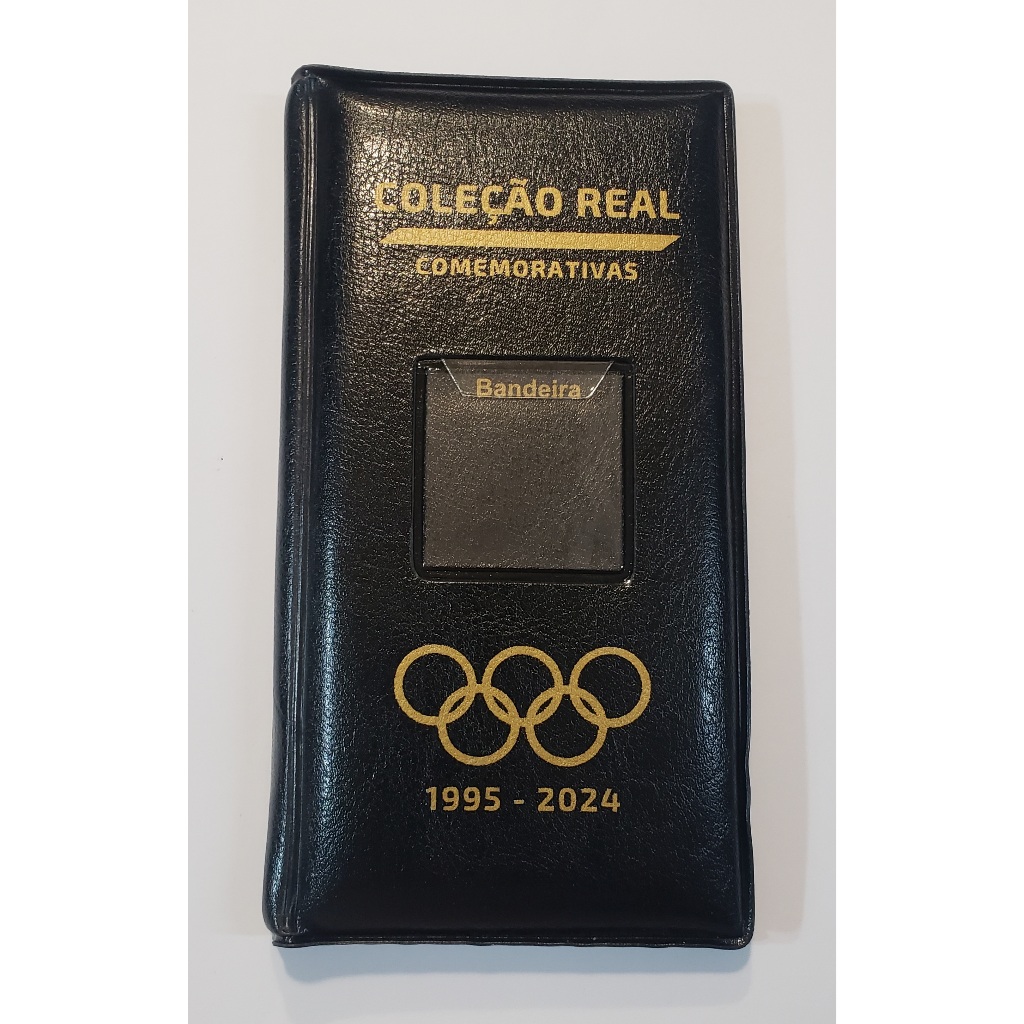 COLEÇÃO REAL
COMEMORATIVAS
Bandeira
1995 - 2024